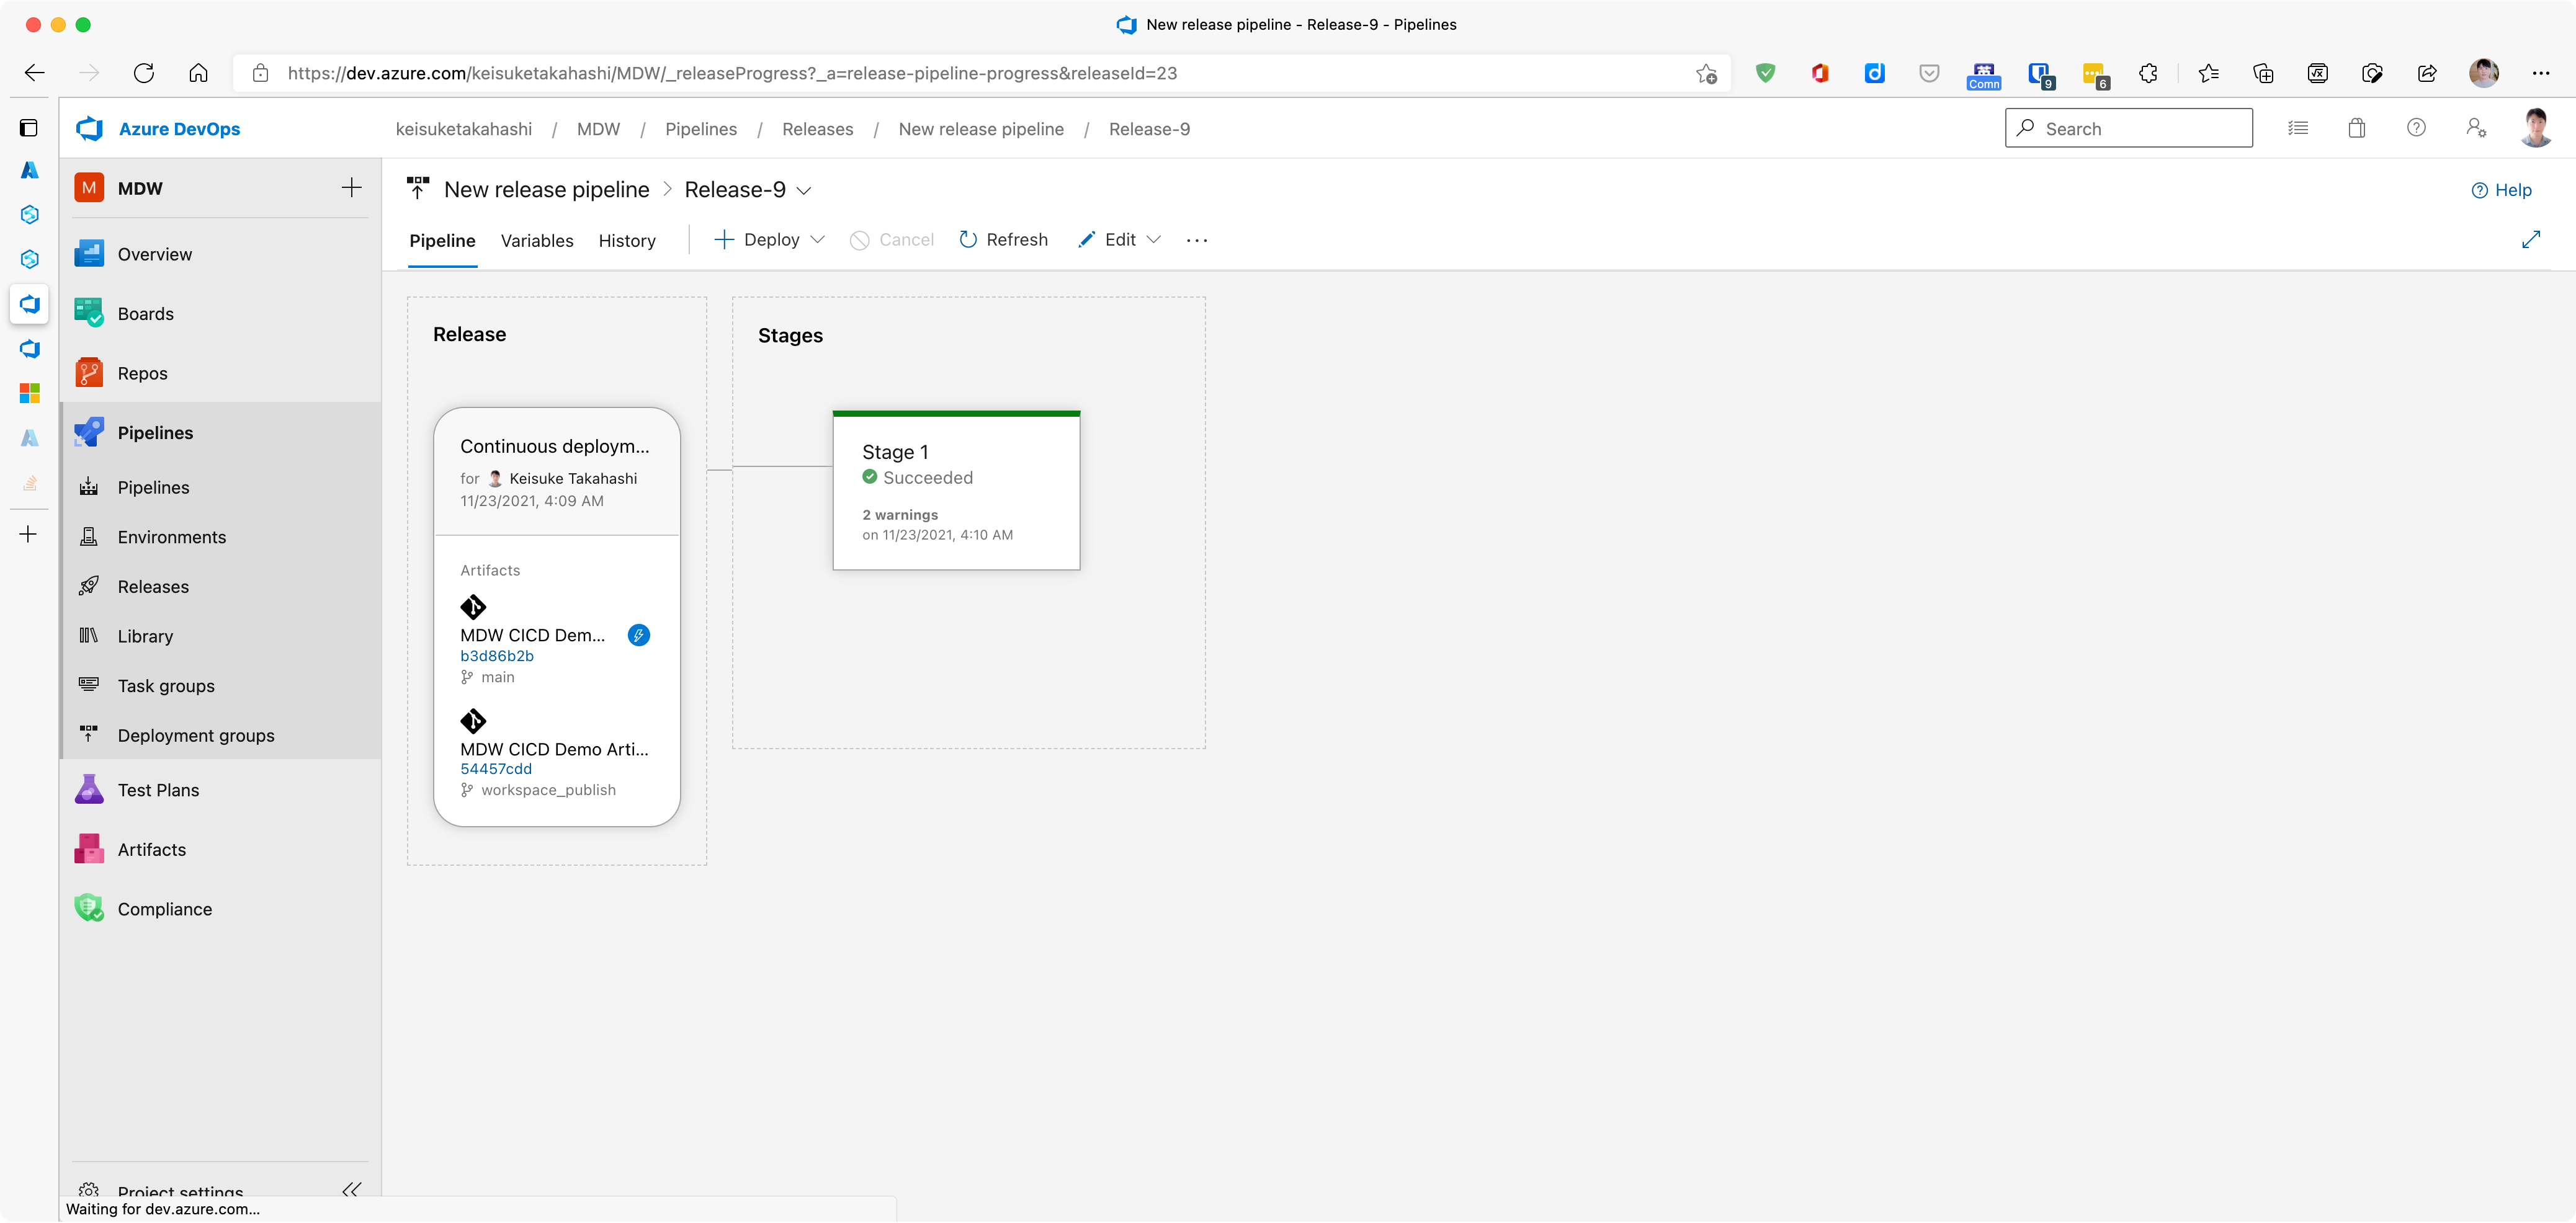 New release pipeline - Release-9 - Pipelines
https://dev.azure.com/keisuketakahashi/MDW/_releaseProgress?_a=release-pipeline-progress&releaseId=23
英
Comn
9
6
Azure DevOps
keisuketakahashi / MDW / Pipelines / Releases / New release pipeline / Release-9
Search
M MDW
New release pipeline > Release-9
Help
Pipeline Variables History Deploy Cancel Refresh Edit ...
Overview
Boards
Repos
Pipelines
Pipelines
Environments
Releases
Library
Task groups
Deployment groups
Test Plans
Artifacts
Compliance
Project settings
Release
Continuous deploym...
for Keisuke Takahashi
11/23/2021, 4:09 AM
Artifacts
MDW CICD Dem...
b3d86b2b
main
MDW CICD Demo Arti...
54457cdd
workspace_publish
Stages
Stage 1
Succeeded
2 warnings
on 11/23/2021, 4:10 AM
Waiting for dev.azure.com...